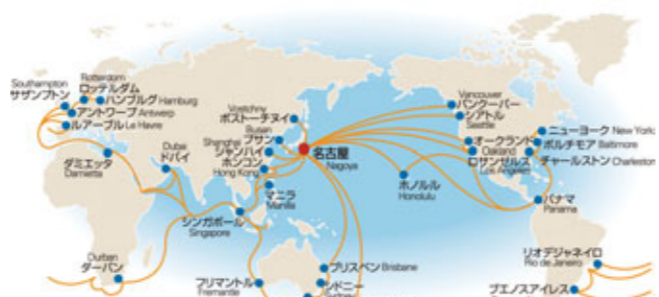 Southampton
サザンプトン
Rotterdam
ロッテルダム
ハンブルグ Hamburg
アントワープ Antwerp
ルアーブル Le Havre
ダミエッタ
Damietta
Dubai
ドバイ
Vostochny
ボストーチヌイ
Busan
プサン
Shanghai
シャンハイ
ホンコン
Hong Kong
名古屋
Nagoya
マニラ
Manila
シンガポール
Singapore
Durban
ダーバン
フリマントル
Fremantle
ブリスベン Brisbane
シドニー
Vancouver
バンクーバー
シアトル
Seattle
オークランド
Oakland
ロサンゼルス
Los Angeles
ホノルル
Honolulu
ニューヨーク New York
ボルチモア Baltimore
チャールストン Charleston
パナマ
Panama
リオデジャネイロ
Rio de Janeiro
ブエノスアイレス